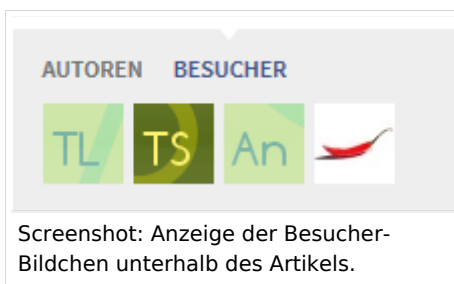 AUTOREN BESUCHER
TL TS An
Screenshot: Anzeige der Besucher-
Bildchen unterhalb des Artikels.